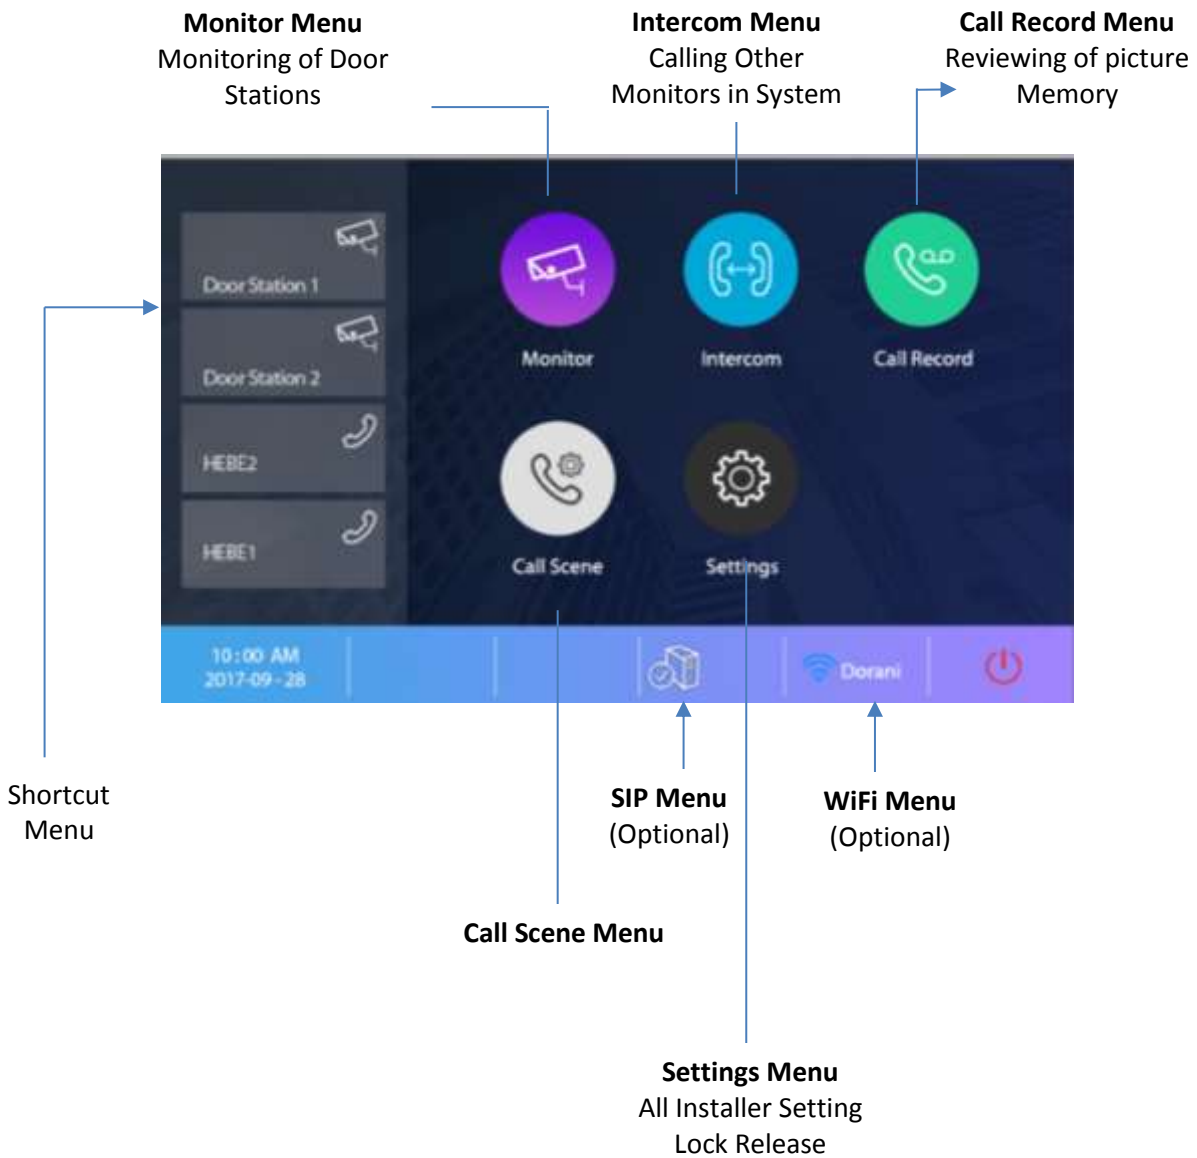 Monitor Menu
Monitoring of Door
Stations
Intercom Menu
Calling Other
Monitors in System
Call Record Menu
Reviewing of picture
Memory
Door Station 1
Door Station 2
HEBE2
HEBE1
Monitor
Intercom
Call Record
Call Scene
Settings
10:00 AM
2017-09-28
Dorani
Shortcut
Menu
SIP Menu
(Optional)
WiFi Menu
(Optional)
Call Scene Menu
Settings Menu
All Installer Setting
Lock Release